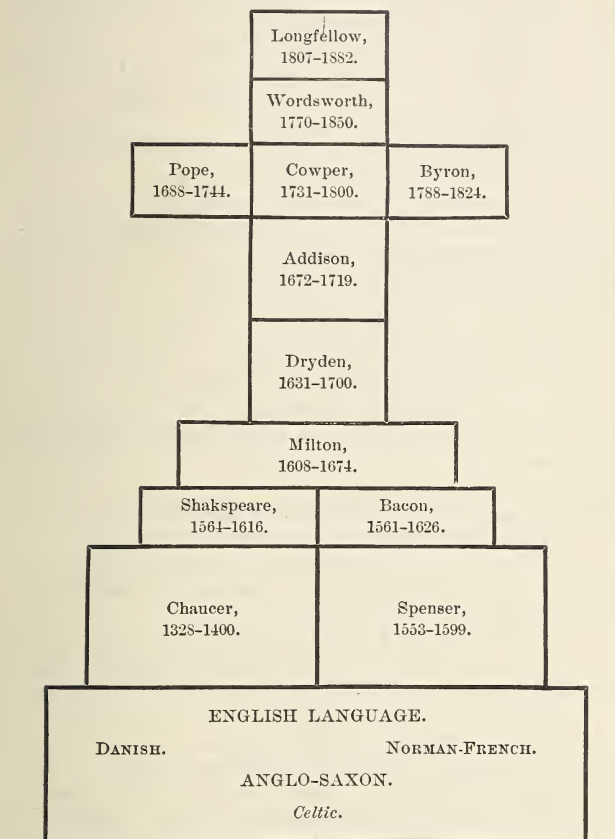 Longfellow,
1807–1882.
Wordsworth,
1770–1850.
Pope,
1688–1744.
Cowper,
1731–1800.
Byron,
1788–1824.
Addison,
1672–1719.
Dryden,
1631–1700.
Milton,
1608–1674.
Shakspeare,
1564–1616.
Bacon,
1561–1626.
Chaucer,
1328–1400.
Spenser,
1553–1599.
ENGLISH LANGUAGE.
DANISH. NORMAN-FRENCH.
ANGLO-SAXON.
Celtic.